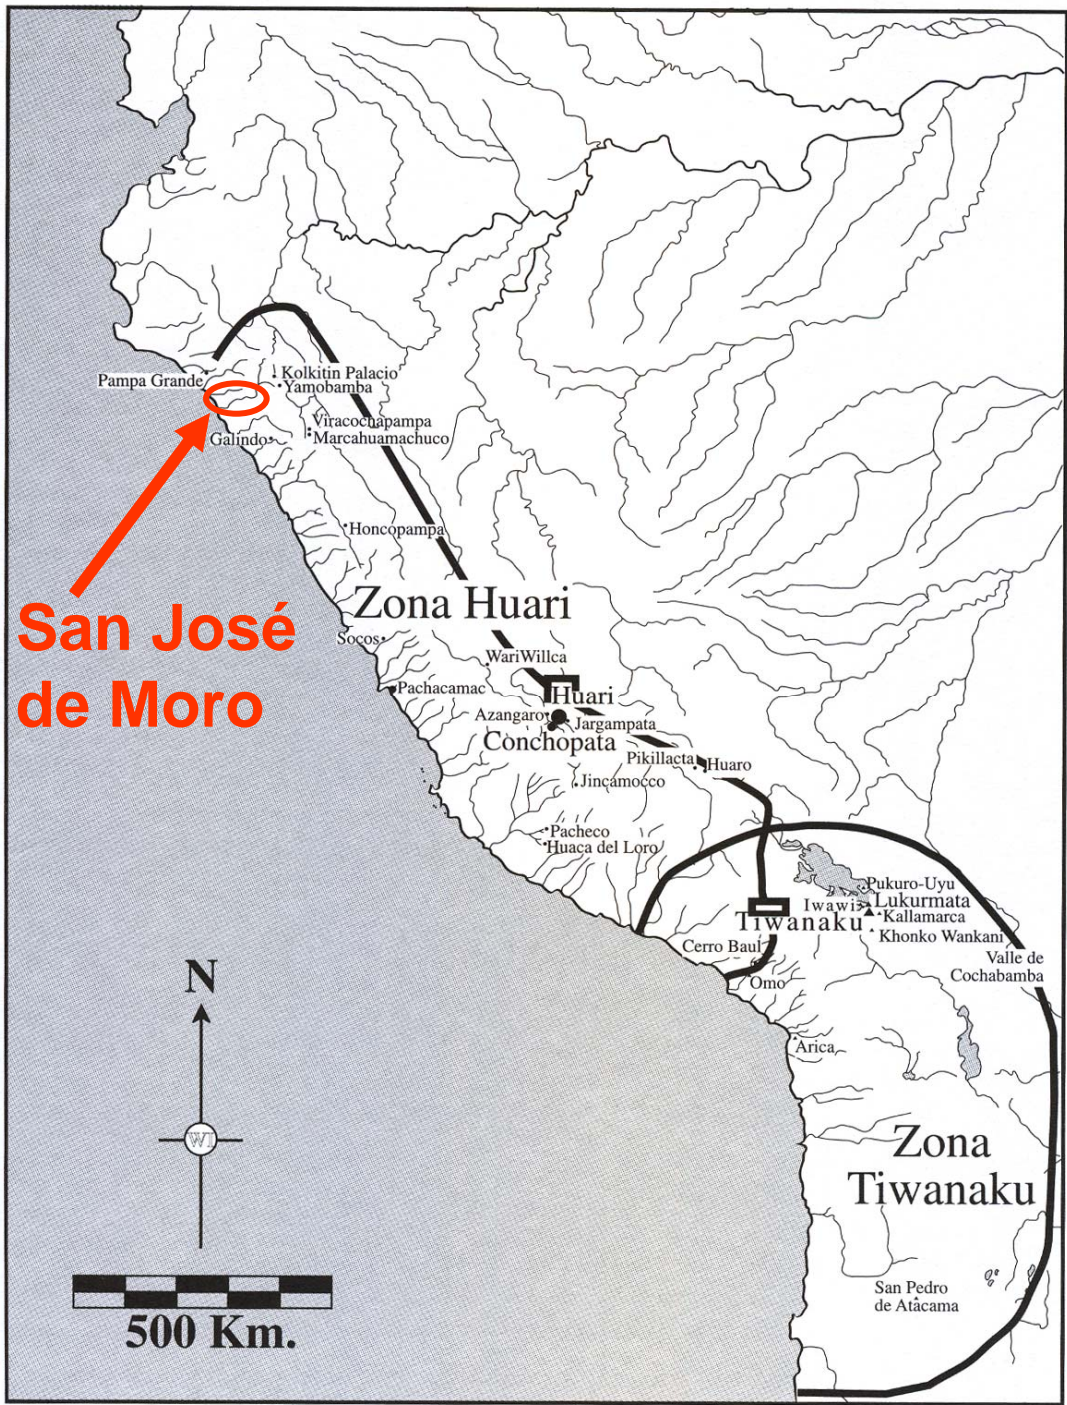 Pampa Grande
Kolkitin Palacio
Yamobamba
Viracochapampa
Marcahuamachuco
Galindo
Honcopampa
San José
de Moro
Zona Huari
Socos
WariWillca
Pachacamac
Huari
Azangaro
Jargampata
Conchopata
Pikillacta
Huaro
Jincamocco
Pacheco
Huaca del Loro
Pukuro-Uyu
Iwawi
Lukurmata
Tiwanaku
Kallamarca
Khonko Wankani
Cerro Baul
Valle de
Cochabamba
Omo
N
Arica
WI
Zona
Tiwanaku
San Pedro
de Atacama
500 Km.